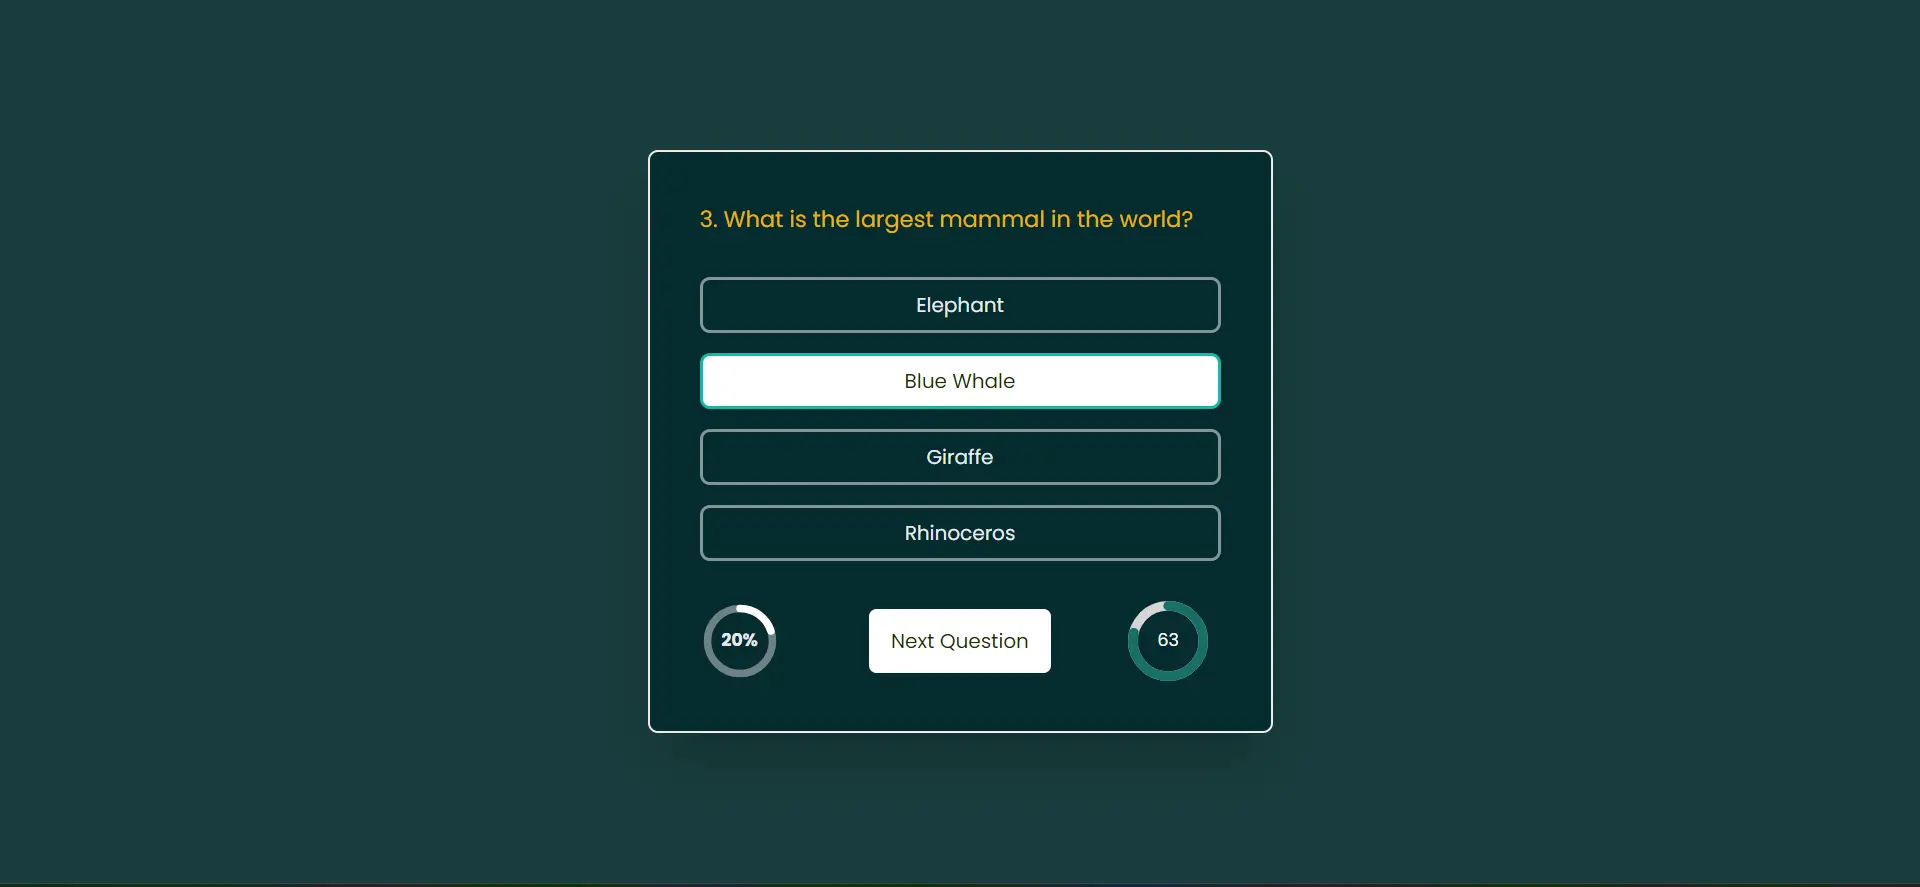 3. What is the largest mammal in the world?
Elephant
Blue Whale
Giraffe
Rhinoceros
20%
Next Question
63